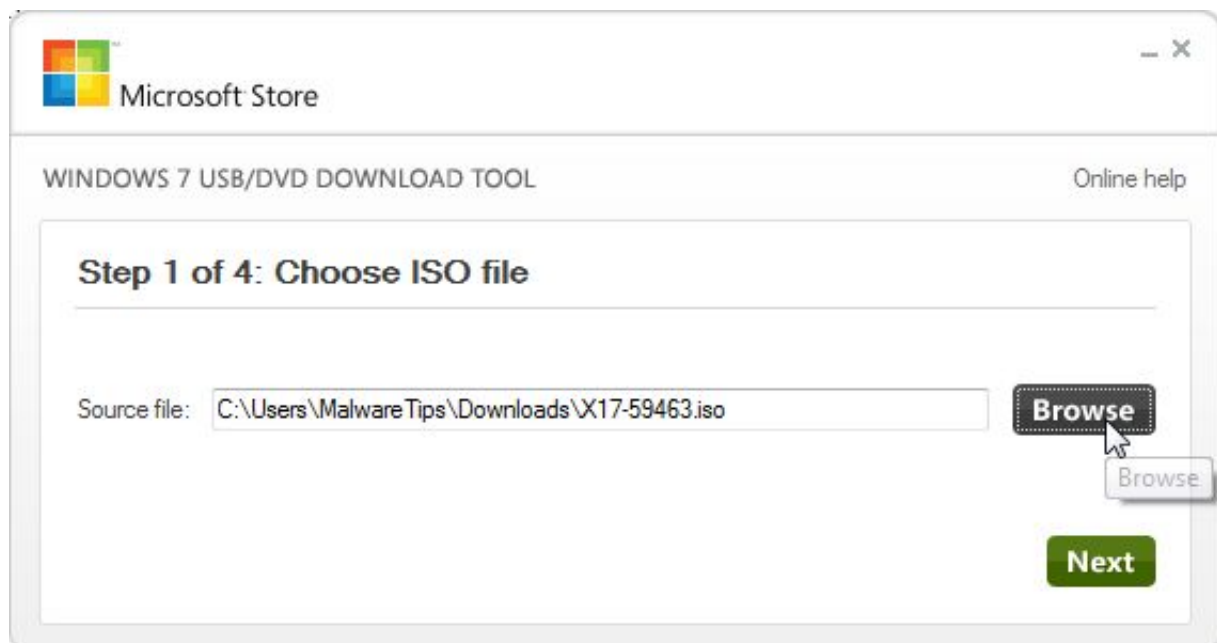 Microsoft Store
WINDOWS 7 USB/DVD DOWNLOAD TOOL Online help
Step 1 of 4: Choose ISO file
Source file: C:\Users\MalwareTips\Downloads\X17-59463.iso Browse
Browse
Next